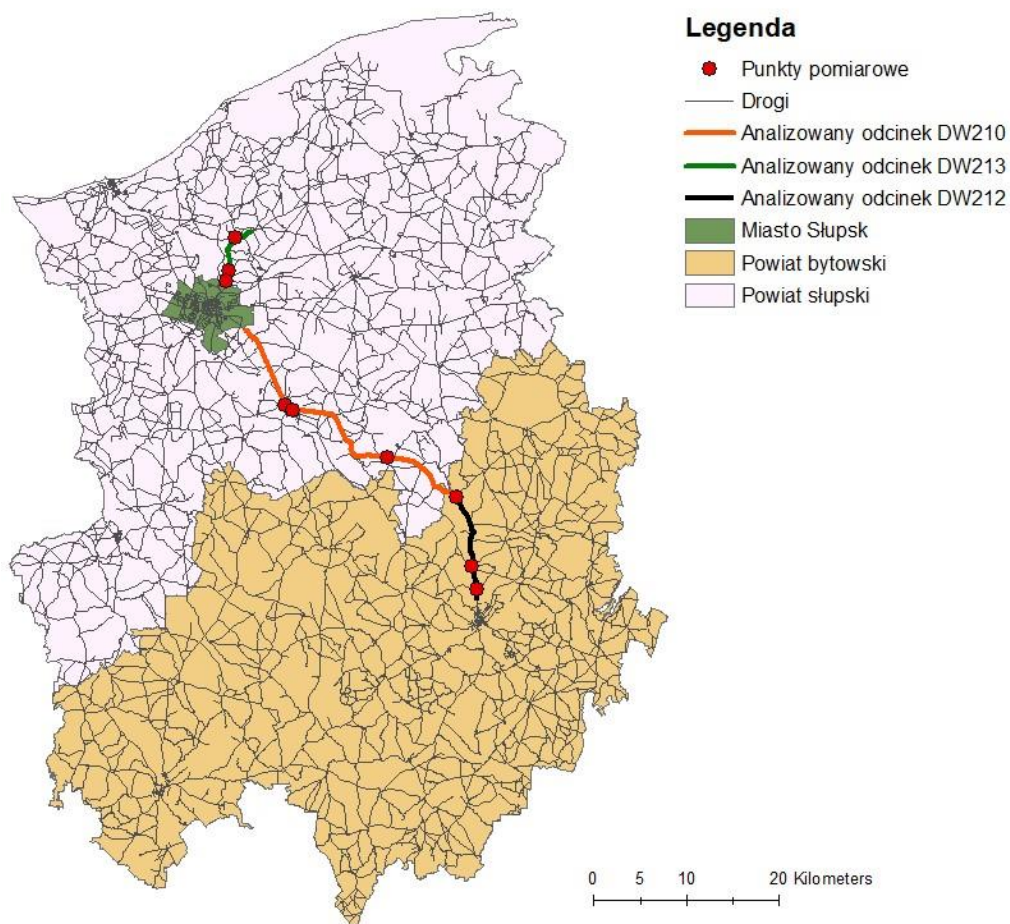 Legenda
Punkty pomiarowe
Drogi
Analizowany odcinek DW210
Analizowany odcinek DW213
Analizowany odcinek DW212
Miasto Słupsk
Powiat bytowski
Powiat słupski
0 5 10 20 Kilometers